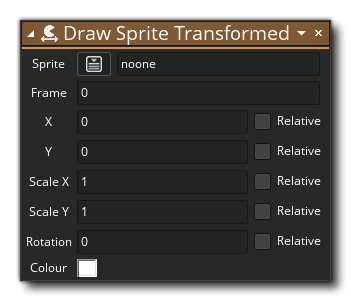 Draw Sprite Transformed
Sprite noone
Frame 0
X 0 Relative
Y 0 Relative
Scale X 1 Relative
Scale Y 1 Relative
Rotation 0 Relative
Colour